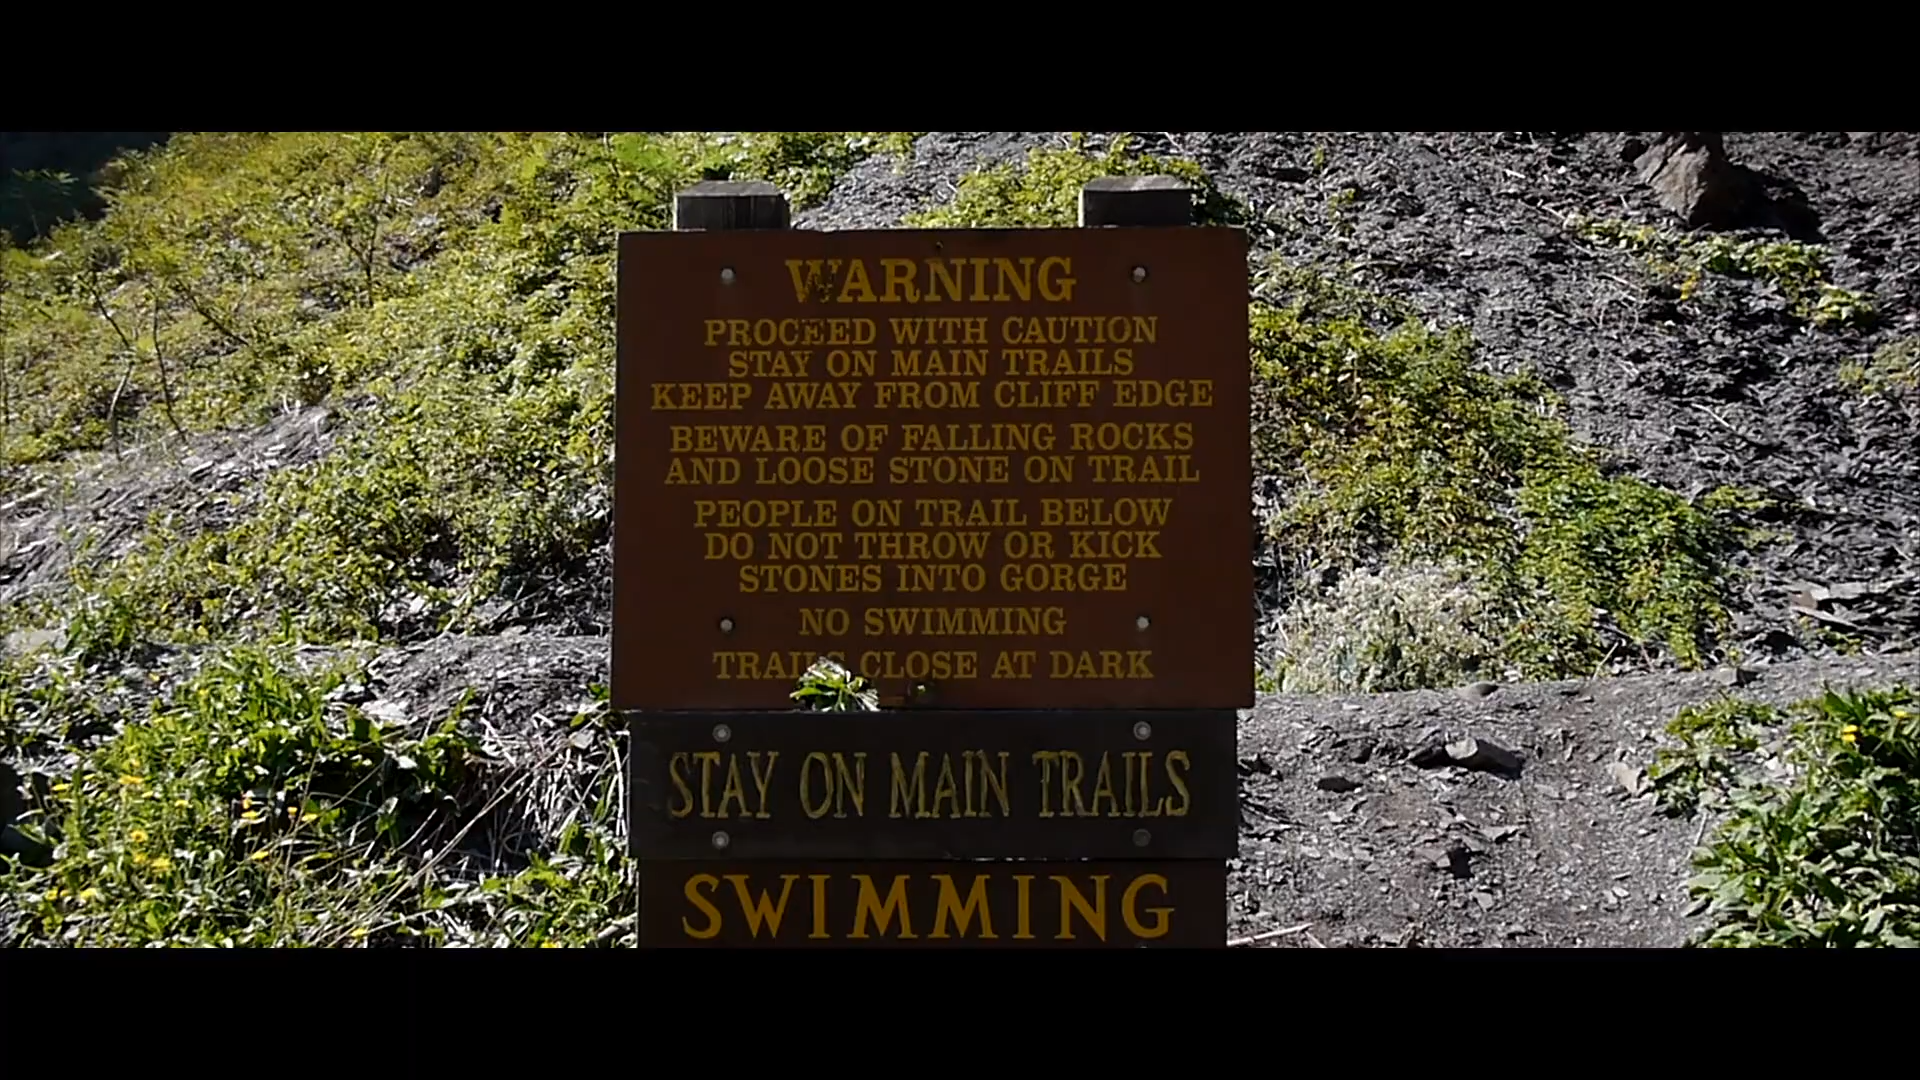 WARNING
PROCEED WITH CAUTION
STAY ON MAIN TRAILS
KEEP AWAY FROM CLIFF EDGE
BEWARE OF FALLING ROCKS
AND LOOSE STONE ON TRAIL
PEOPLE ON TRAIL BELOW
DO NOT THROW OR KICK
STONES INTO GORGE
NO SWIMMING
TRAILS CLOSE AT DARK
STAY ON MAIN TRAILS
SWIMMING